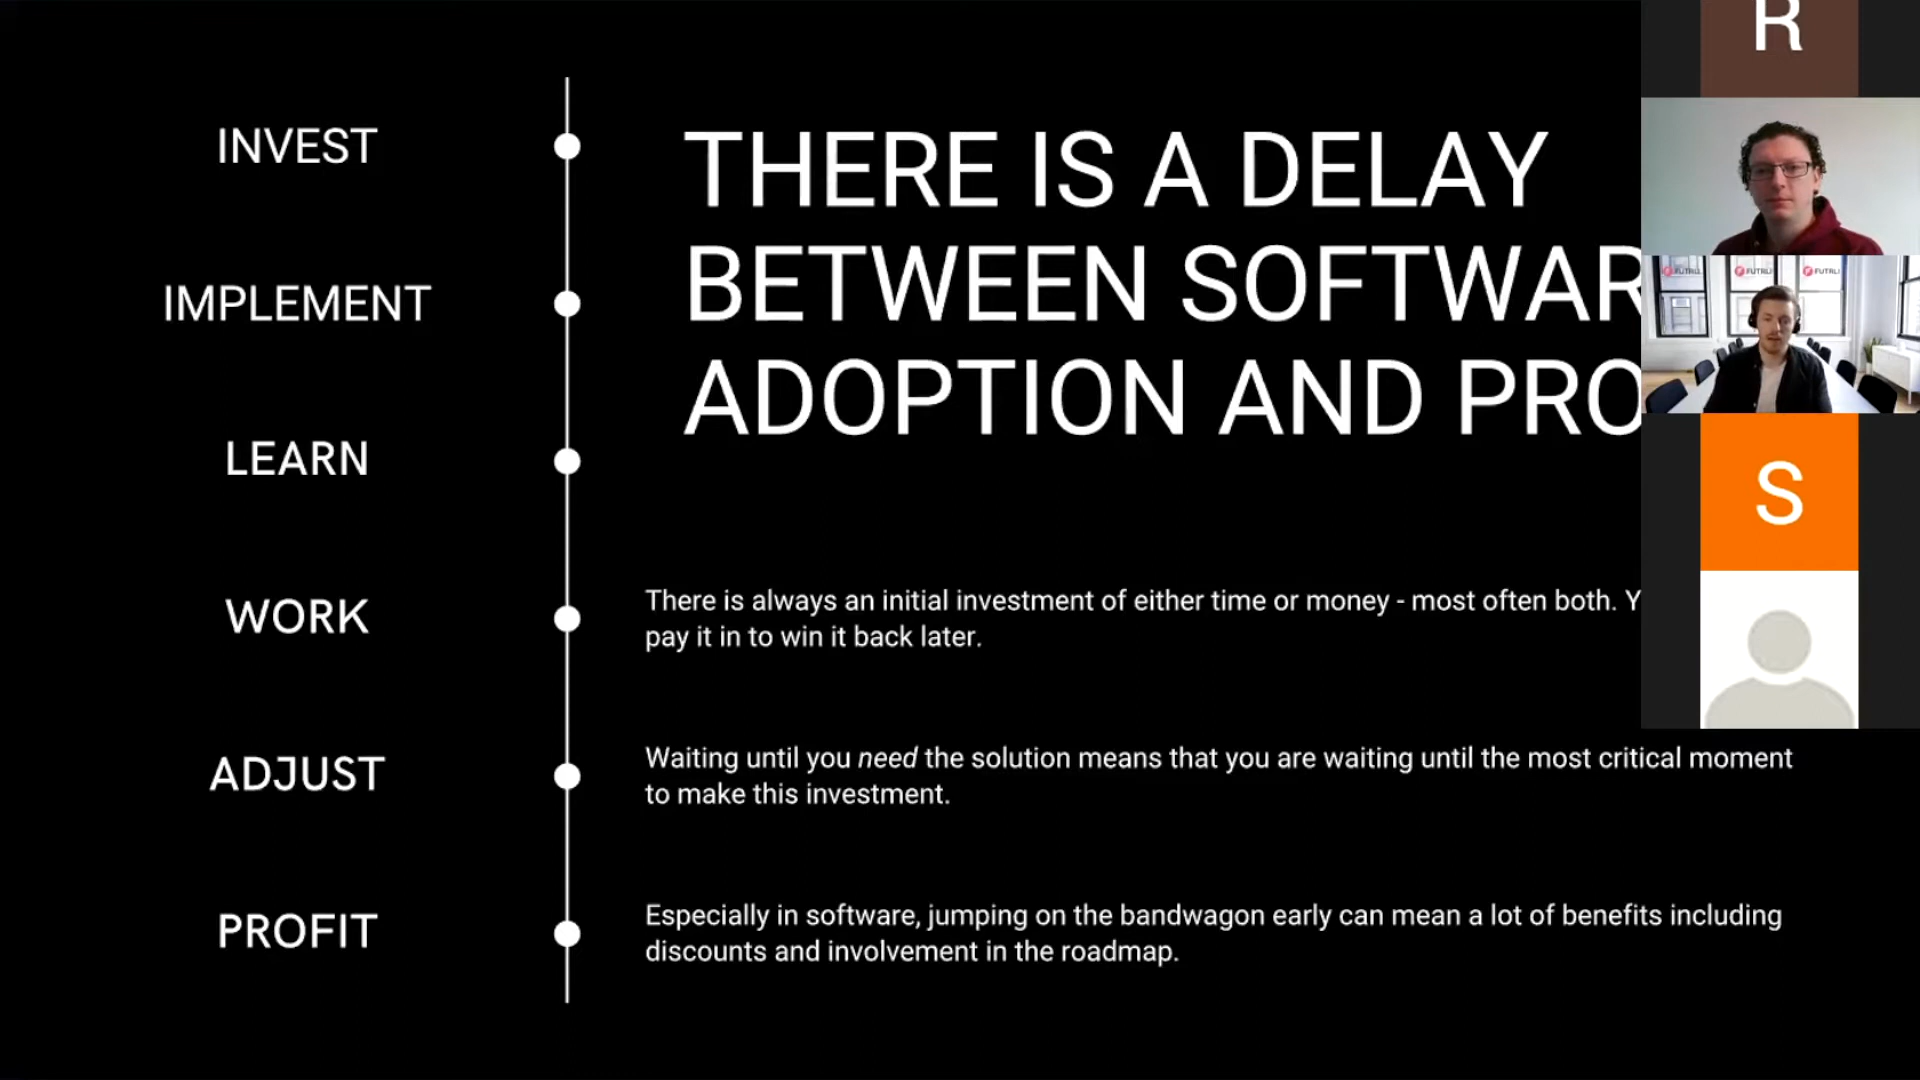 INVEST
IMPLEMENT
LEARN
WORK
ADJUST
PROFIT
THERE IS A DELAY
BETWEEN SOFTWAR
ADOPTION AND PRO
There is always an initial investment of either time or money - most often both. Y
pay it in to win it back later.
Waiting until you need the solution means that you are waiting until the most critical moment
to make this investment.
Especially in software, jumping on the bandwagon early can mean a lot of benefits including
discounts and involvement in the roadmap.
R
FUTRLI
FUTRLI
FUTRLI
S